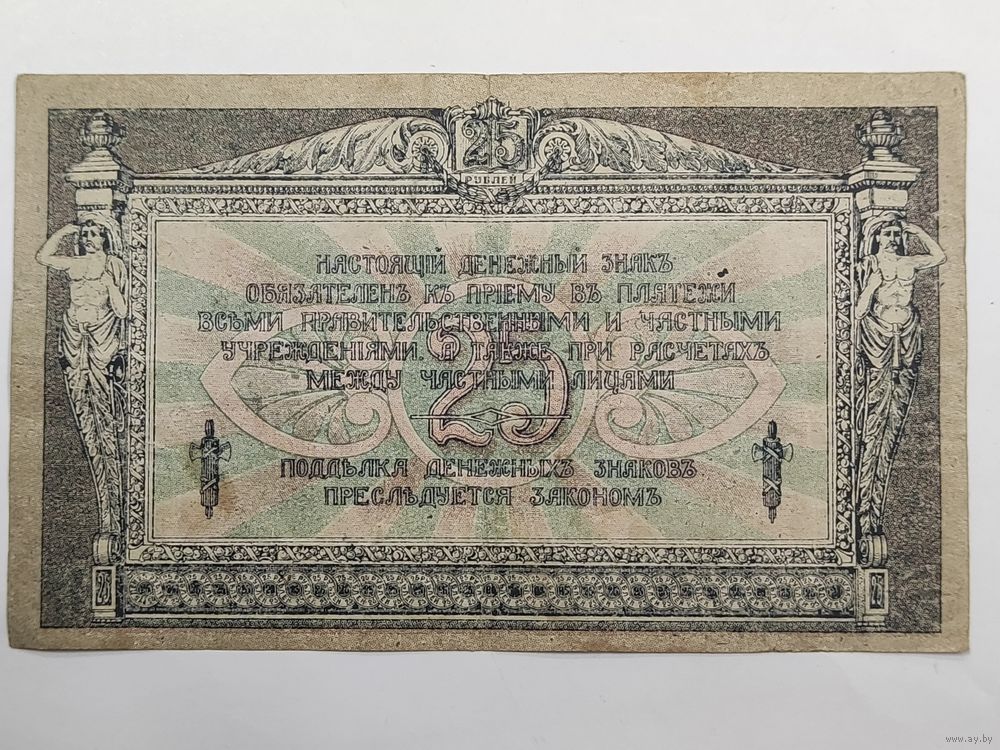 25
РУБЛЕЙ
НАСТОЯЩІЙ ДЕНЕЖНЫЙ ЗНАКЪ
ОБЯЗАТЕЛЕНЪ КЪ ПРІЕМУ ВЪ ПЛАТЕЖИ
ВСѢМИ ПРАВИТЕЛЬСТВЕННЫМИ И ЧАСТНЫМИ
УЧРЕЖДЕНІЯМИ, А ТАКЖЕ ПРИ РАСЧЕТАХЪ
МЕЖДУ ЧАСТНЫМИ ЛИЦАМИ
25
ПОДДѢЛКА ДЕНЕЖНЫХЪ ЗНАКОВЪ
ПРЕСЛѢДУЕТСЯ ЗАКОНОМЪ
25
25
www.ay.by